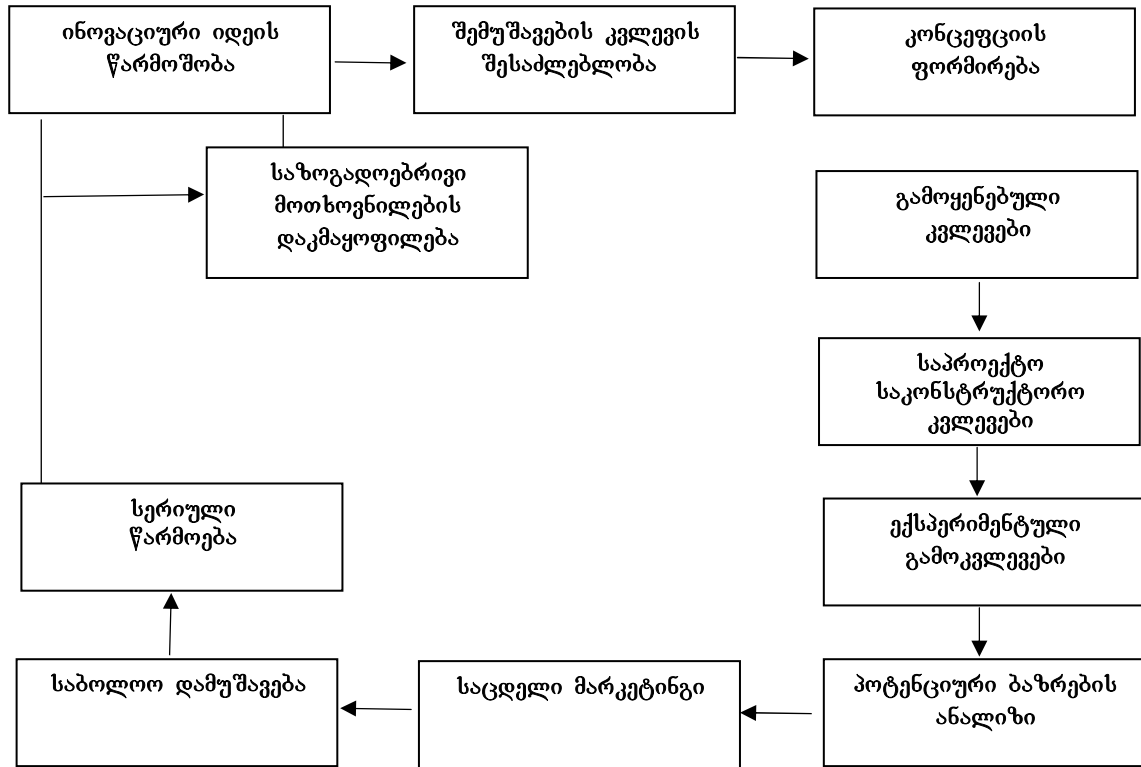 ინოვაციური იდეის
წარმოშობა
შემუშავების კვლევის
შესაძლებლობა
კონცეფციის
ფორმირება
საზოგადოებრივი
მოთხოვნილების
დაკმაყოფილება
გამოყენებული
კვლევები
საპროექტო
საკონსტრუქტორო
კვლევები
ექსპერიმენტული
გამოკვლევები
პოტენციური ბაზრების
ანალიზი
საცდელი მარკეტინგი
საბოლოო დამუშავება
სერიული
წარმოება